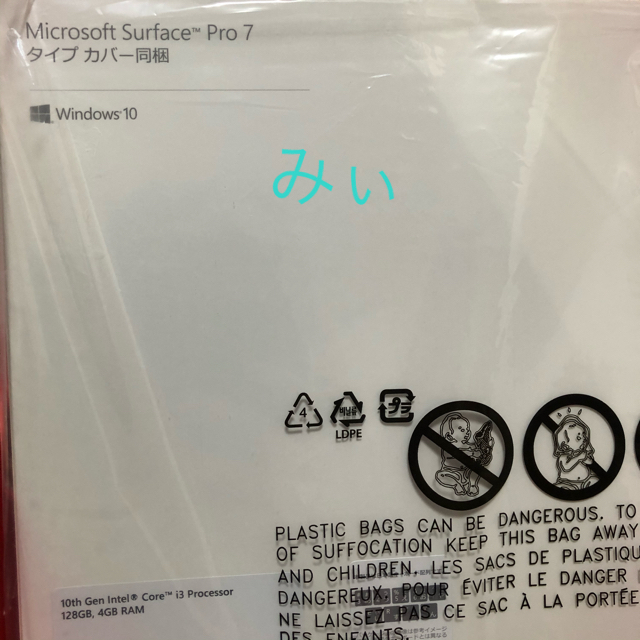 Microsoft Surface™ Pro 7
タイプ カバー同梱
Windows 10
みぃ
4
LDPE
プラ
PLASTIC BAGS CAN BE DANGEROUS. TO
OF SUFFOCATION KEEP THIS BAG AWAY
AND CHILDREN. LES SACS DE PLASTIQU
DANGEREUX. POUR ÉVITER LE DANGER
NE LAISSEZ PAS CE SAC À LA PORTÉE
DES ENFANTS.
10th Gen Intel® Core™ i3 Processor
128GB, 4GB RAM